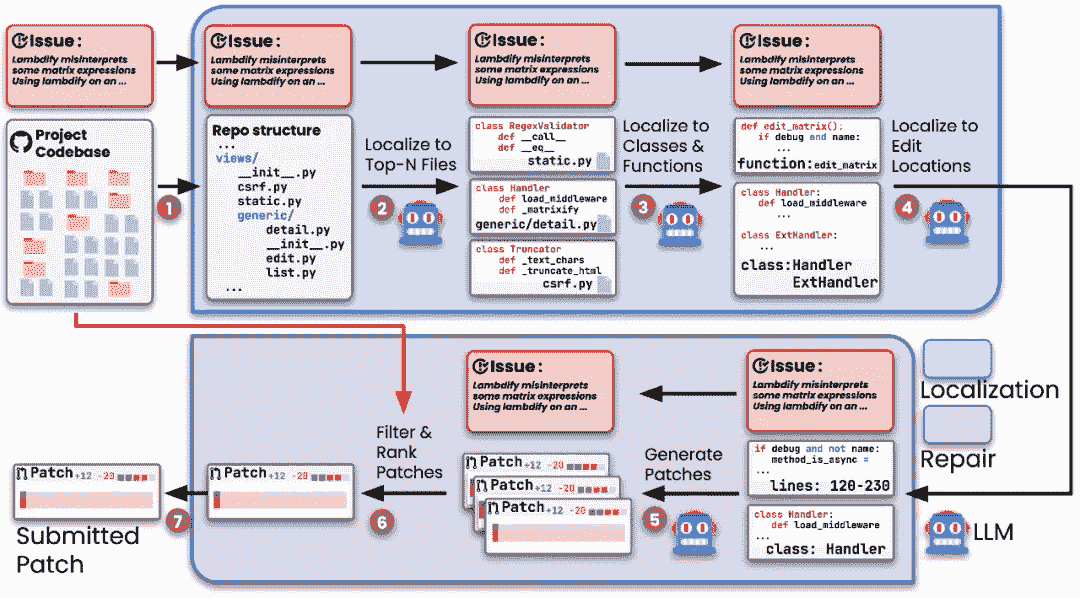 Issue:
Lambdify misinterprets
some matrix expressions
Using lambdify on an ...
Issue:
Lambdify misinterprets
some matrix expressions
Using lambdify on an ...
Issue:
Lambdify misinterprets
some matrix expressions
Using lambdify on an ...
Issue:
Lambdify misinterprets
some matrix expressions
Using lambdify on an ...
Project
Codebase
1
Repo structure
...
views/
__init__.py
csrf.py
static.py
generic/
detail.py
__init__.py
edit.py
list.py
...
Localize to
Top-N Files
2
class RegexValidator
def __call__
def __eq__
static.py
class Handler
def load_middleware
def _matrixify
generic/detail.py
class Truncator
def _text_chars
def _truncate_html
csrf.py
Localize to
Classes &
Functions
3
def edit_matrix():
if debug and name:
...
function:edit_matrix
class Handler:
def load_middleware
...
class ExtHandler:
...
class:Handler
ExtHandler
Localize to
Edit
Locations
4
Localization
Repair
LLM
Issue:
Lambdify misinterprets
some matrix expressions
Using lambdify on an ...
if debug and not name:
method_is_async =
...
lines: 120-230
class Handler:
def load_middleware
...
class: Handler
Generate
Patches
5
Issue:
Lambdify misinterprets
some matrix expressions
Using lambdify on an ...
Patch +12 -20
Patch +12 -20
Patch +12 -20
Filter &
Rank
Patches
6
Patch +12 -20
7
Patch +12 -20
Submitted
Patch